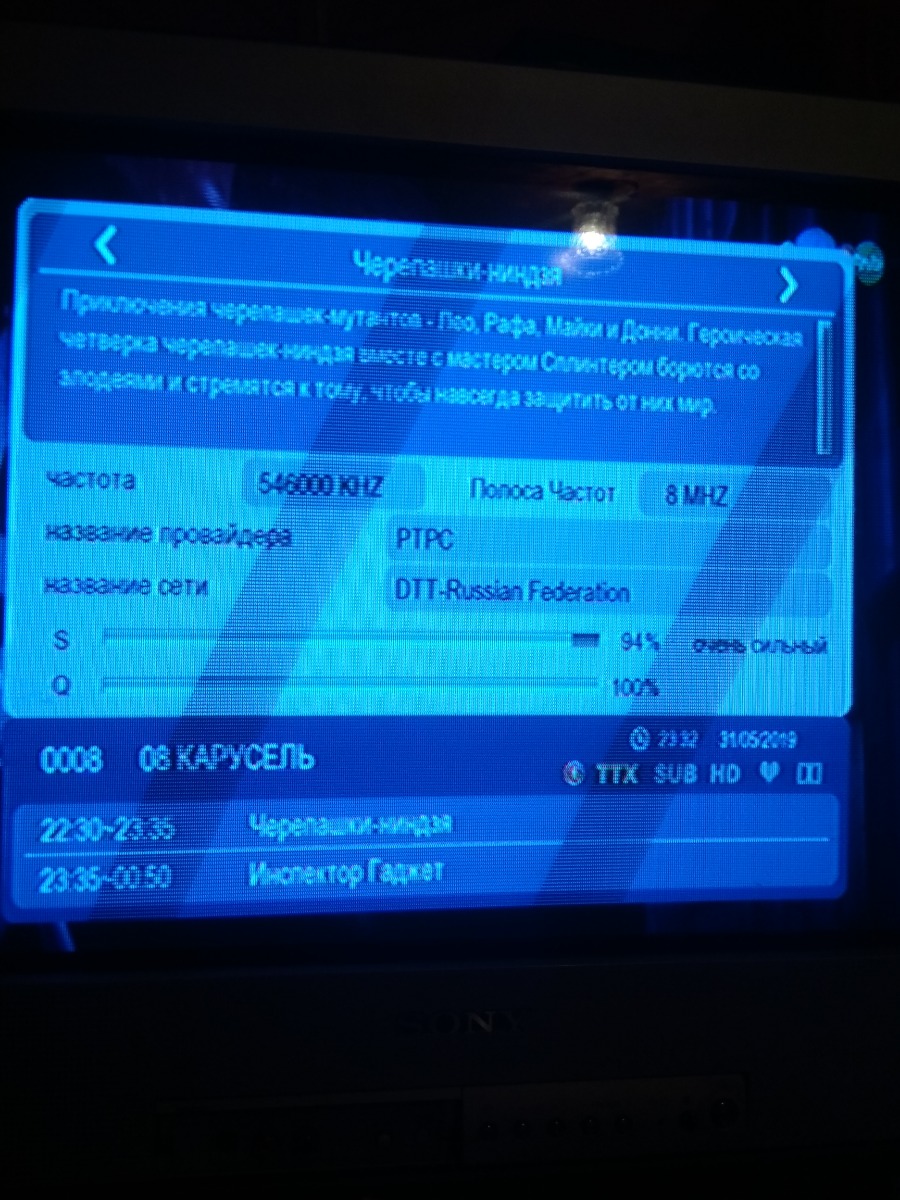 Черепашки-ниндзя
Приключения черепашек-мутантов - Лео, Рафа, Майки и Донни. Героическая
четверка черепашек-ниндзя вместе с мастером Сплинтером борются со
злодеями и стремятся к тому, чтобы навсегда защитить от них мир.
частота 546000 KHZ Полоса Частот 8 MHZ
название провайдера РТРС
название сети DTT-Russian Federation
S 94% очень сильный
Q 100%
0008 08 КАРУСЕЛЬ 23:32 31/05/2019
TTX SUB HD
22:30~23:35 Черепашки-ниндзя
23:35~00:50 Инспектор Гаджет
SONY